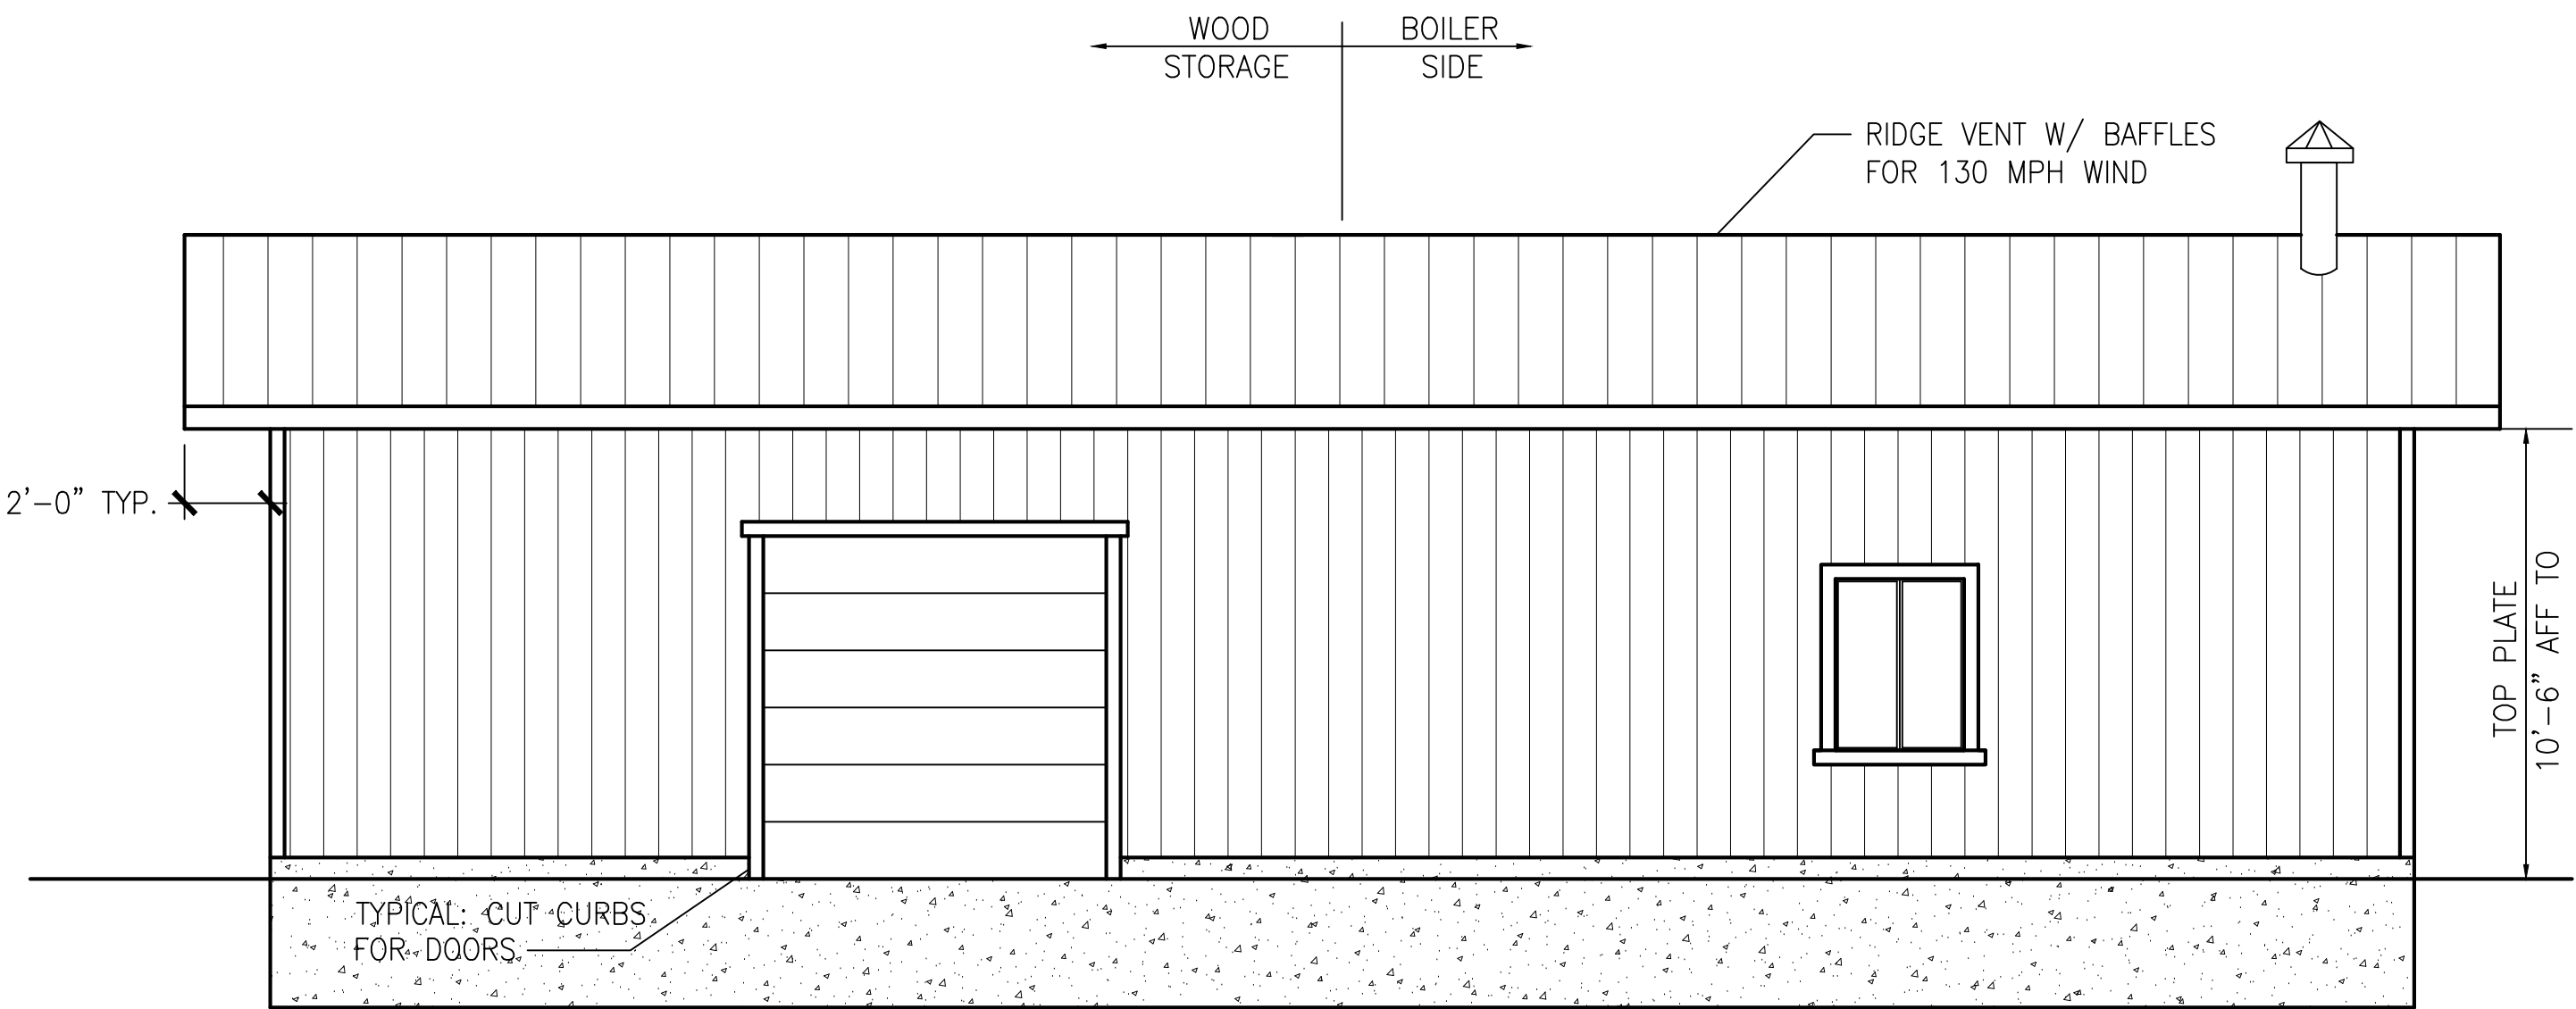 WOOD
STORAGE
BOILER
SIDE
RIDGE VENT W/ BAFFLES
FOR 130 MPH WIND
2'-0" TYP.
TOP PLATE
10'-6" AFF TO
TYPICAL: CUT CURBS
FOR DOORS